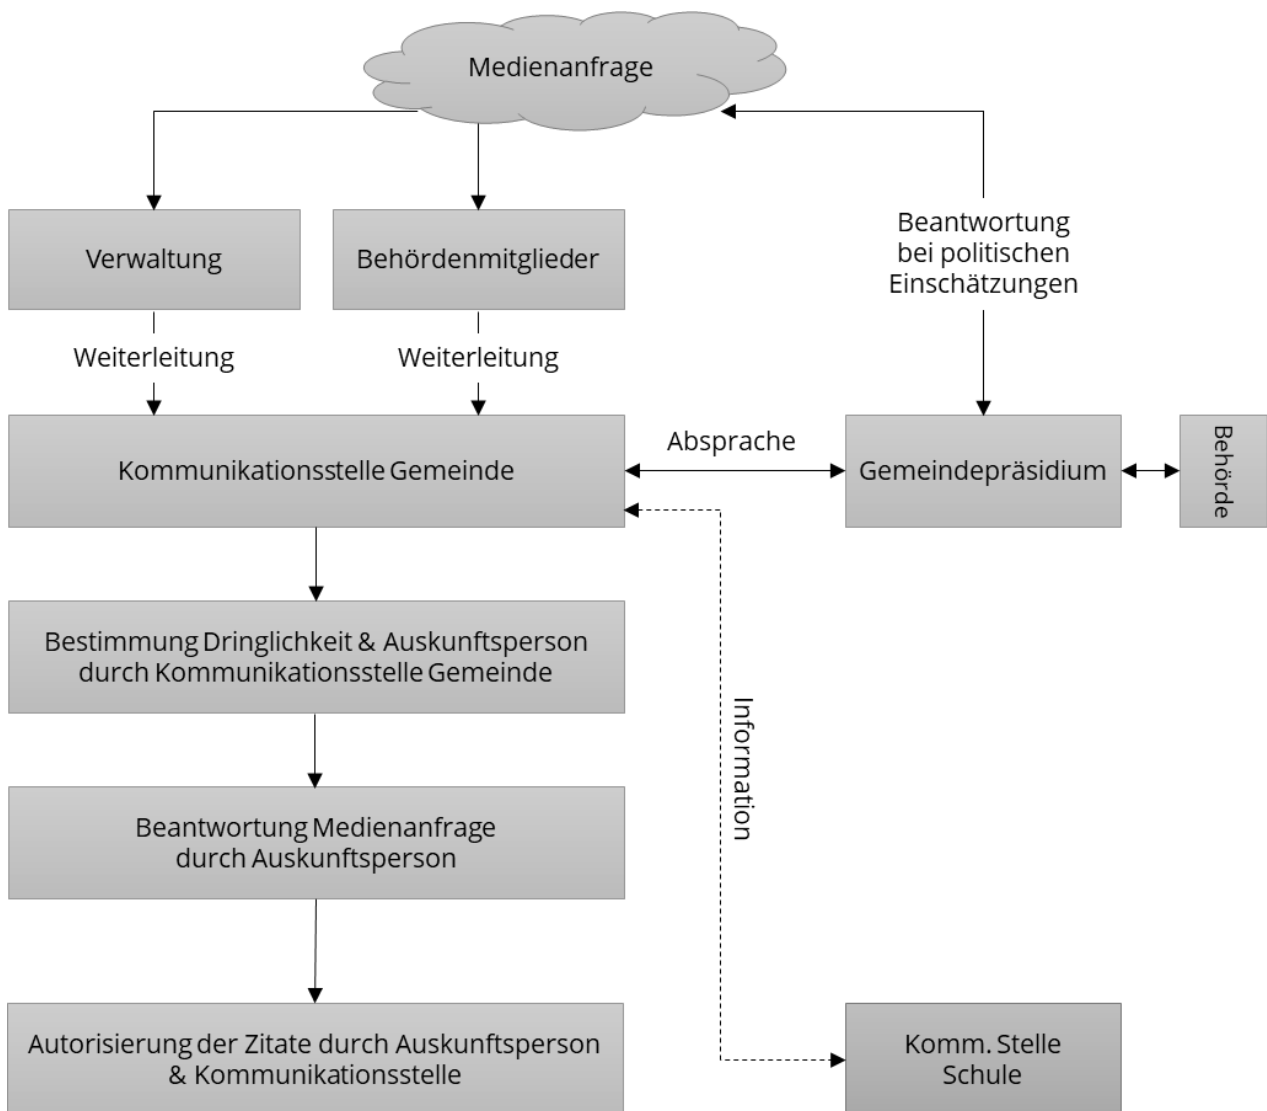 Medienanfrage
Verwaltung
Behördenmitglieder
Beantwortung
bei politischen
Einschätzungen
Weiterleitung
Weiterleitung
Kommunikationsstelle Gemeinde
Absprache
Gemeindepräsidium
Behörde
Bestimmung Dringlichkeit & Auskunftsperson
durch Kommunikationsstelle Gemeinde
Information
Beantwortung Medienanfrage
durch Auskunftsperson
Autorisierung der Zitate durch Auskunftsperson
& Kommunikationsstelle
Komm. Stelle
Schule